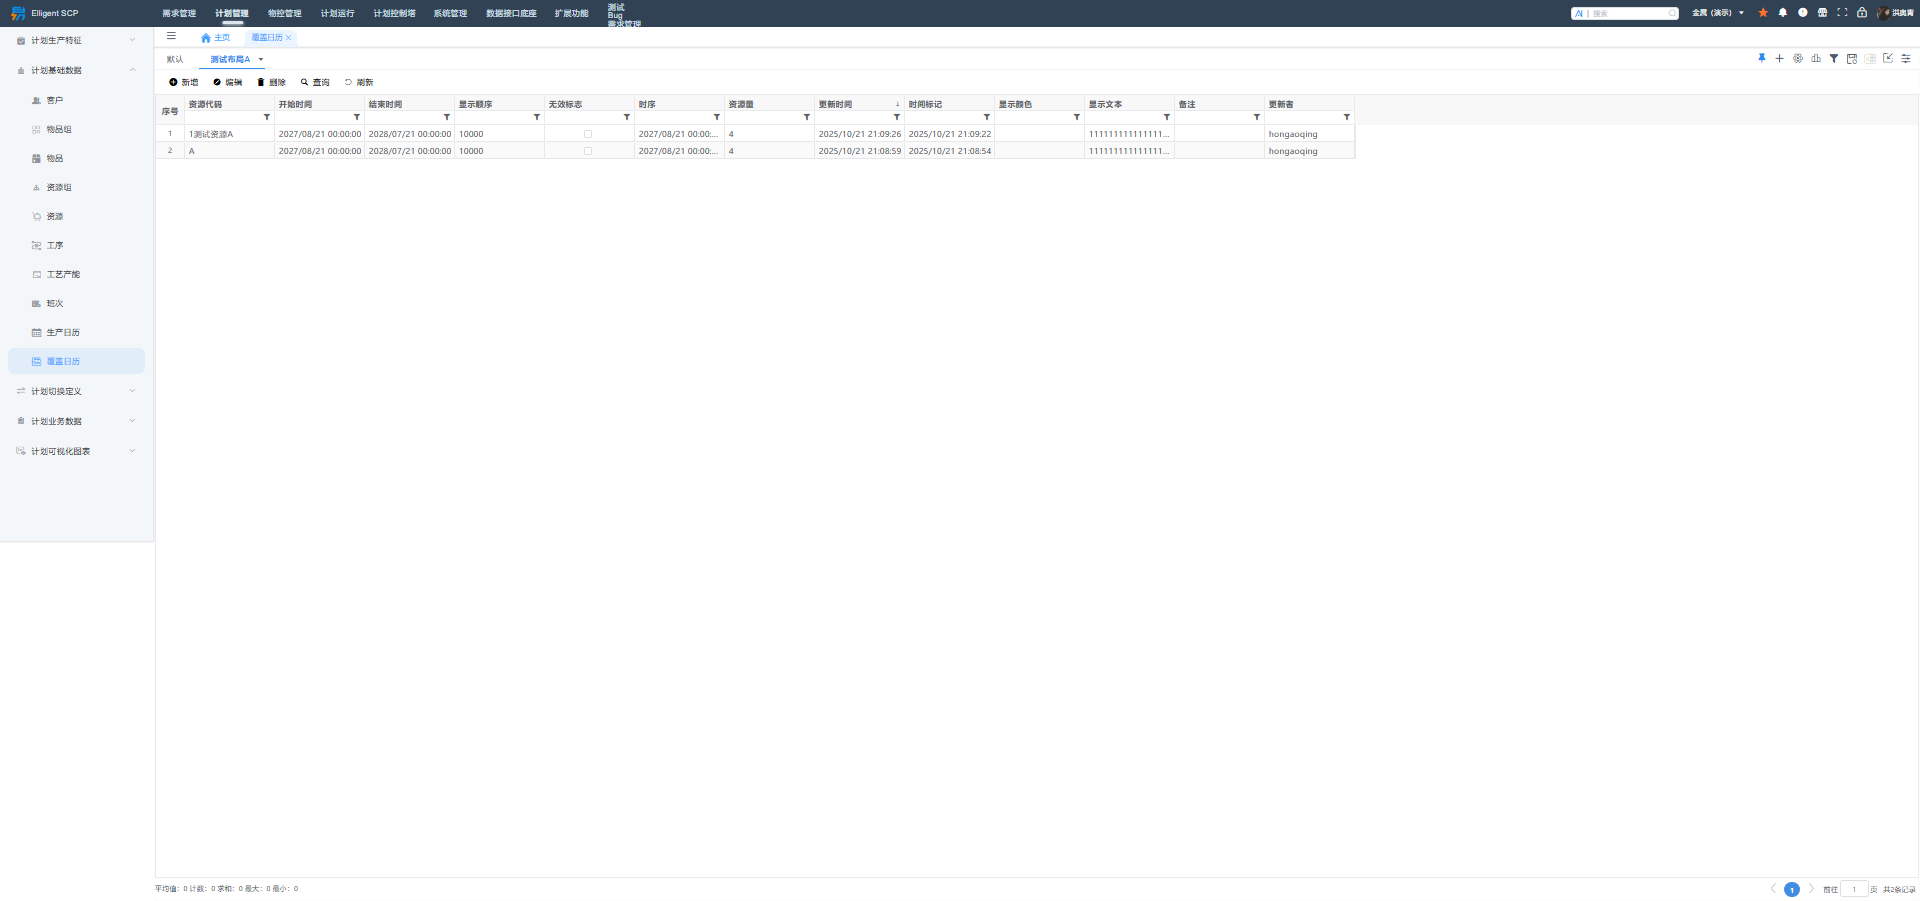 Elligent SCP
需求管理 计划管理 物控管理 计划运行 计划控制塔 系统管理 数据接口底座 扩展功能 测试
Bug
需求管理
AI 搜索 金属（演示）
洪奥青
主页 覆盖日历
默认 测试布局A
新增 编辑 删除 查询 刷新
计划生产特征
计划基础数据
客户
物品组
物品
资源组
资源
工序
工艺产能
班次
生产日历
覆盖日历
计划切换定义
计划业务数据
计划可视化图表
序号 资源代码 开始时间 结束时间 显示顺序 无效标志 时序 资源量 更新时间 ↓ 时间标记 显示颜色 显示文本 备注 更新者
1 1测试资源A 2027/08/21 00:00:00 2028/07/21 00:00:00 10000 2027/08/21 00:00:... 4 2025/10/21 21:09:26 2025/10/21 21:09:22 111111111111111... hongaoqing
2 A 2027/08/21 00:00:00 2028/07/21 00:00:00 10000 2027/08/21 00:00:... 4 2025/10/21 21:08:59 2025/10/21 21:08:54 111111111111111... hongaoqing
平均值：0 计数：0 求和：0 最大：0 最小：0
1 前往 1 页 共2条记录